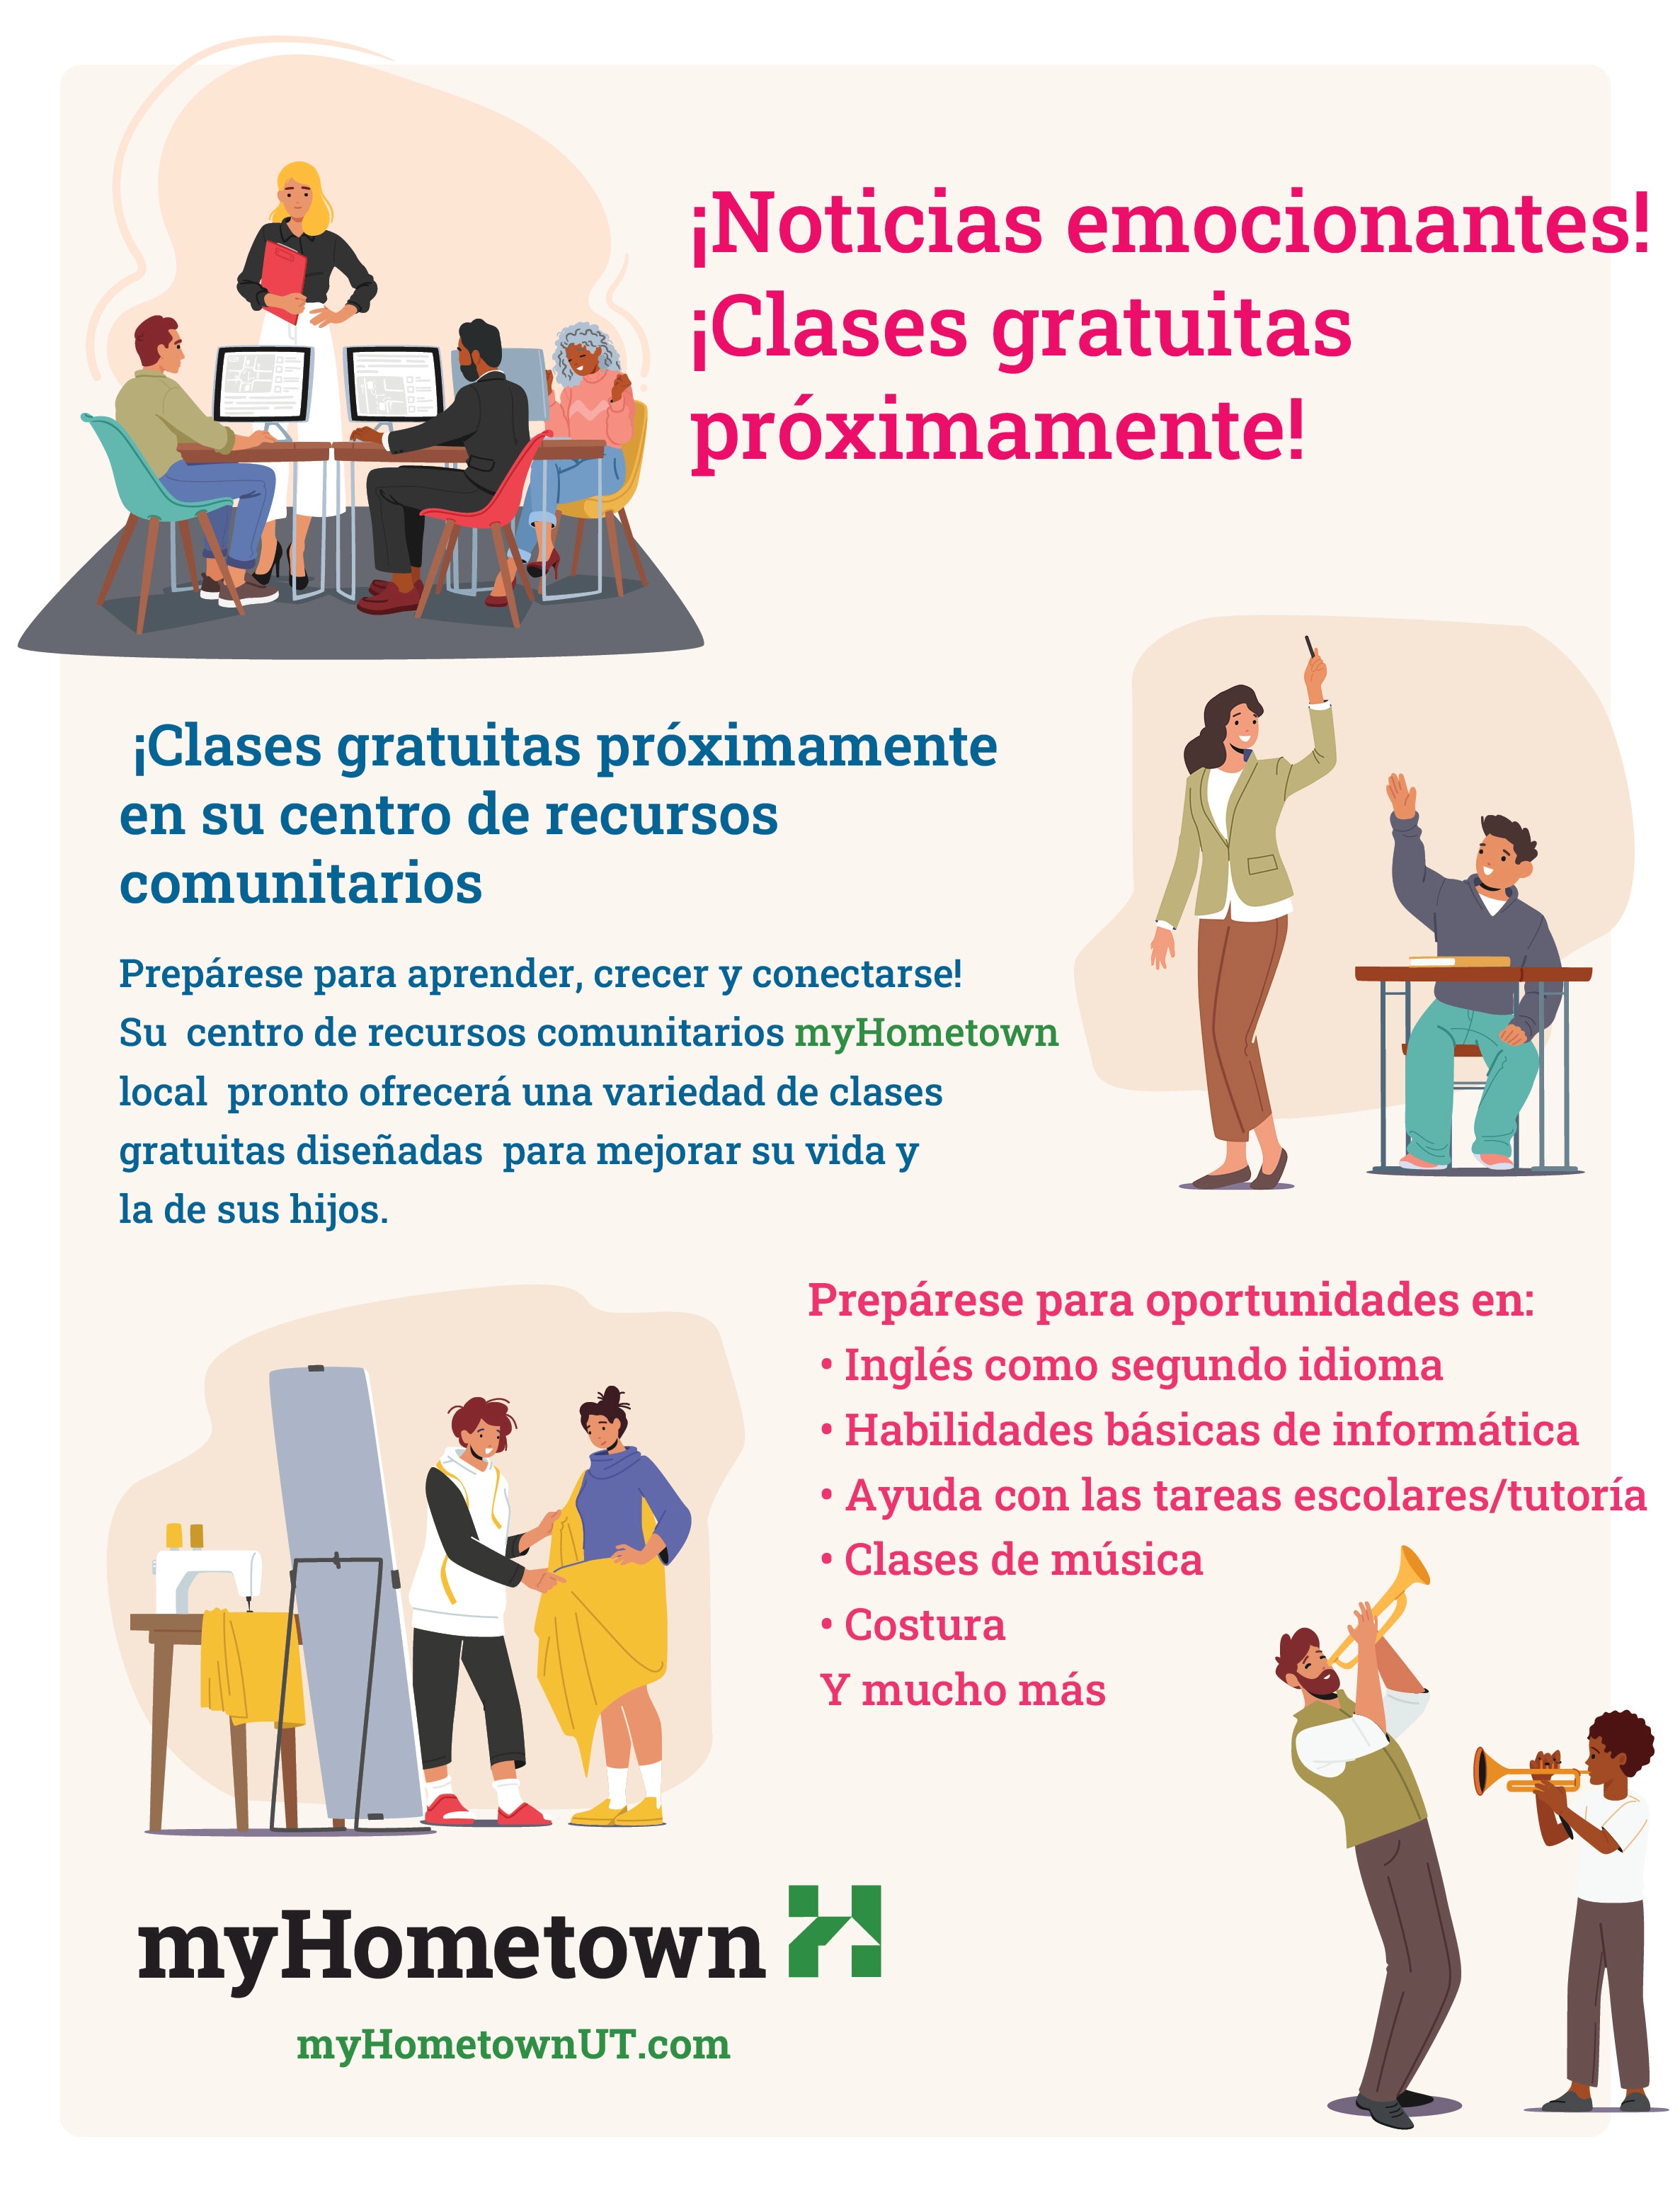 ¡Noticias emocionantes!
¡Clases gratuitas
próximamente!
¡Clases gratuitas próximamente
en su centro de recursos
comunitarios
Prepárese para aprender, crecer y conectarse!
Su centro de recursos comunitarios myHometown
local pronto ofrecerá una variedad de clases
gratuitas diseñadas para mejorar su vida y
la de sus hijos.
Prepárese para oportunidades en:
• Inglés como segundo idioma
• Habilidades básicas de informática
• Ayuda con las tareas escolares/tutoría
• Clases de música
• Costura
Y mucho más
myHometown
myHometownUT.com